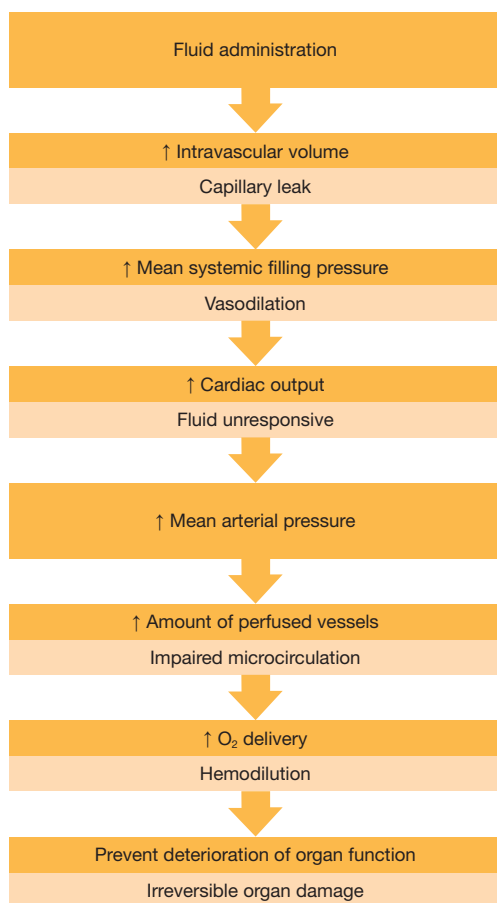 Fluid administration
↑ Intravascular volume
Capillary leak
↑ Mean systemic filling pressure
Vasodilation
↑ Cardiac output
Fluid unresponsive
↑ Mean arterial pressure
↑ Amount of perfused vessels
Impaired microcirculation
↑ O₂ delivery
Hemodilution
Prevent deterioration of organ function
Irreversible organ damage